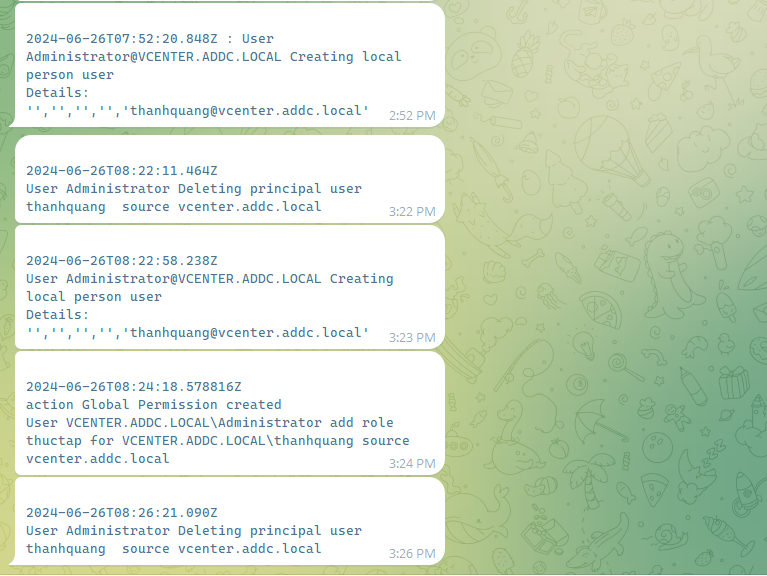 2024-06-26T07:52:20.848Z : User
Administrator@VCENTER.ADDC.LOCAL Creating local
person user
Details:
'','','','','thanhquang@vcenter.addc.local'
2:52 PM
2024-06-26T08:22:11.464Z
User Administrator Deleting principal user
thanhquang  source vcenter.addc.local
3:22 PM
2024-06-26T08:22:58.238Z
User Administrator@VCENTER.ADDC.LOCAL Creating
local person user
Details:
'','','','','thanhquang@vcenter.addc.local'
3:23 PM
2024-06-26T08:24:18.578816Z
action Global Permission created
User VCENTER.ADDC.LOCAL\Administrator add role
thuctap for VCENTER.ADDC.LOCAL\thanhquang source
vcenter.addc.local
3:24 PM
2024-06-26T08:26:21.090Z
User Administrator Deleting principal user
thanhquang  source vcenter.addc.local
3:26 PM